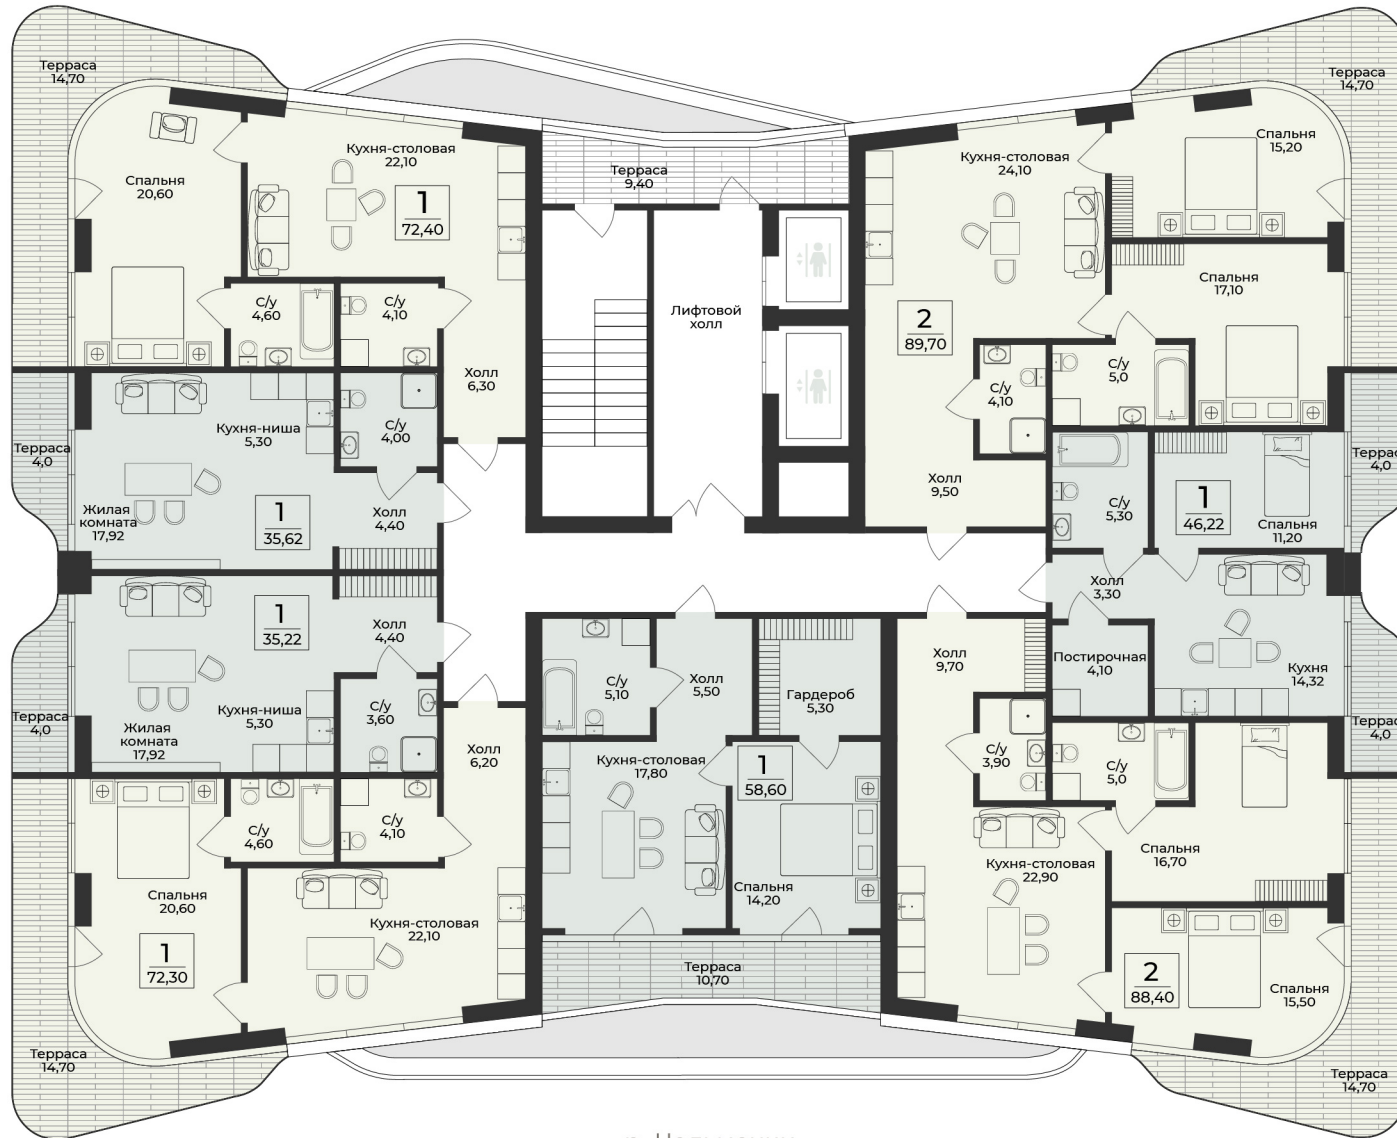 Терраса
14,70
Спальня
20,60
Кухня-столовая
22,10
1
72,40
С/у
4,60
С/у
4,10
Холл
6,30
Терраса
9,40
Лифтовой
холл
Кухня-столовая
24,10
2
89,70
Спальня
15,20
Терраса
14,70
Спальня
17,10
С/у
5,0
С/у
4,10
Холл
9,50
Терраса
4,0
Кухня-ниша
5,30
С/у
4,00
Жилая
комната
17,92
1
35,62
Холл
4,40
1
35,22
Холл
4,40
Терраса
4,0
Жилая
комната
17,92
Кухня-ниша
5,30
С/у
3,60
Холл
6,20
С/у
5,30
1
46,22
Спальня
11,20
Террас
4,0
Холл
3,30
Постирочная
4,10
Кухня
14,32
Террас
4,0
С/у
5,10
Холл
5,50
Гардероб
5,30
Кухня-столовая
17,80
1
58,60
Спальня
14,20
Терраса
10,70
Холл
9,70
С/у
3,90
С/у
5,0
Кухня-столовая
22,90
Спальня
16,70
2
88,40
Спальня
15,50
Терраса
14,70
С/у
4,60
С/у
4,10
Спальня
20,60
1
72,30
Кухня-столовая
22,10
Терраса
14,70